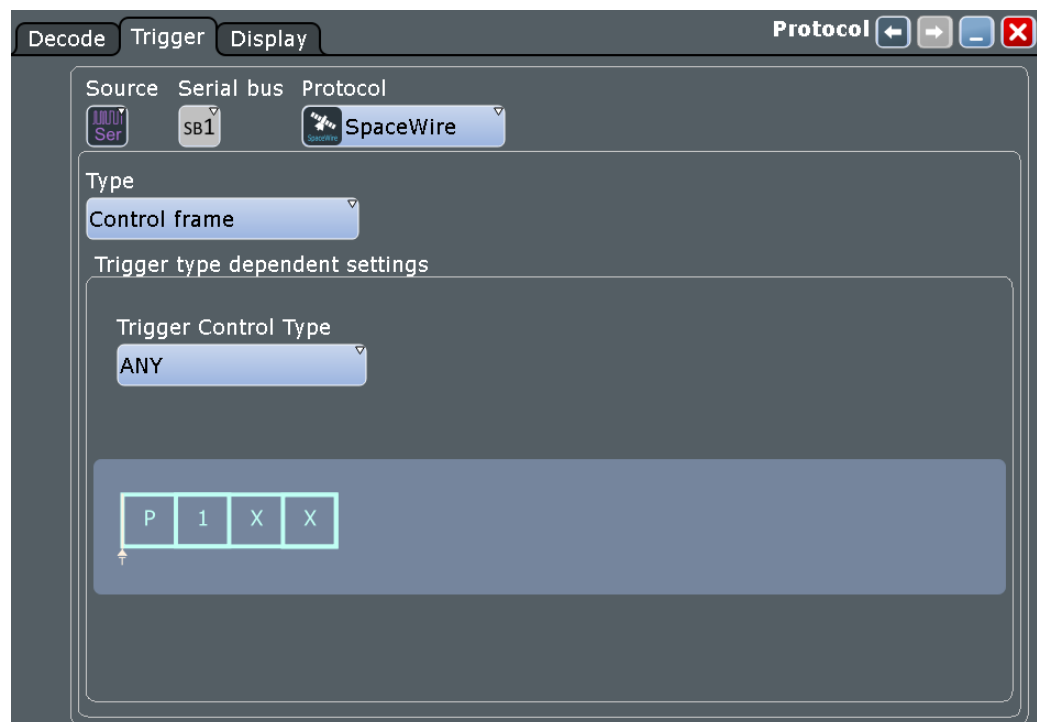 Decode Trigger Display Protocol
Source Serial bus Protocol
Ser SB1 SpaceWire SpaceWire
Type
Control frame
Trigger type dependent settings
Trigger Control Type
ANY
P 1 X X
T